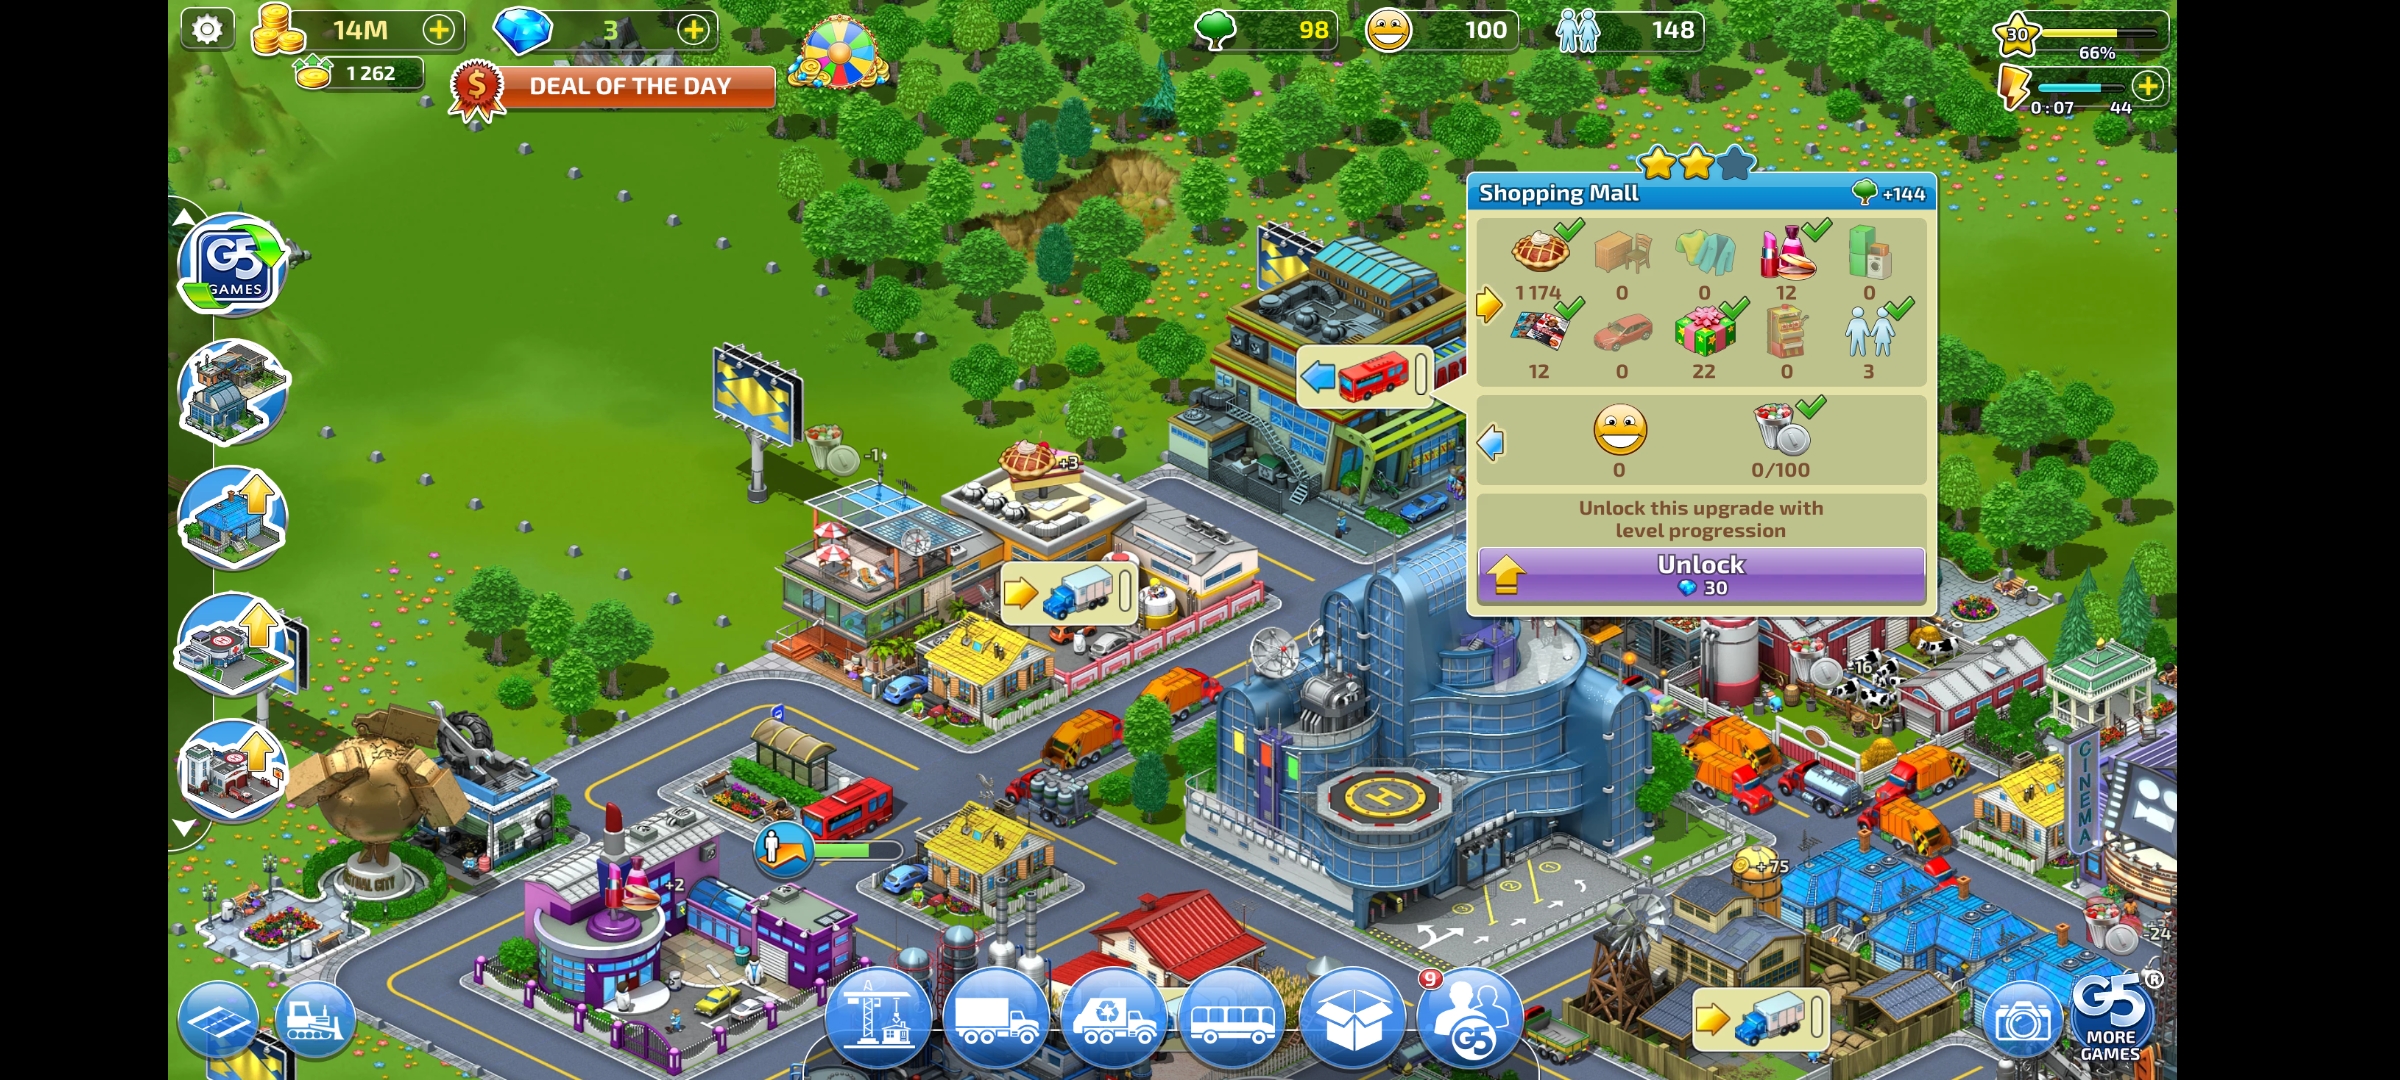 14M
3
98
100
148
30
66%
1 262
DEAL OF THE DAY
0:07
44
Shopping Mall
+144
1 174
0
0
12
0
12
0
22
0
3
0
0/100
Unlock this upgrade with
level progression
Unlock
30
G5
GAMES
-1
+3
-16
CINEMA
+75
+2
-24
H
9
G5
G5
MORE
GAMES